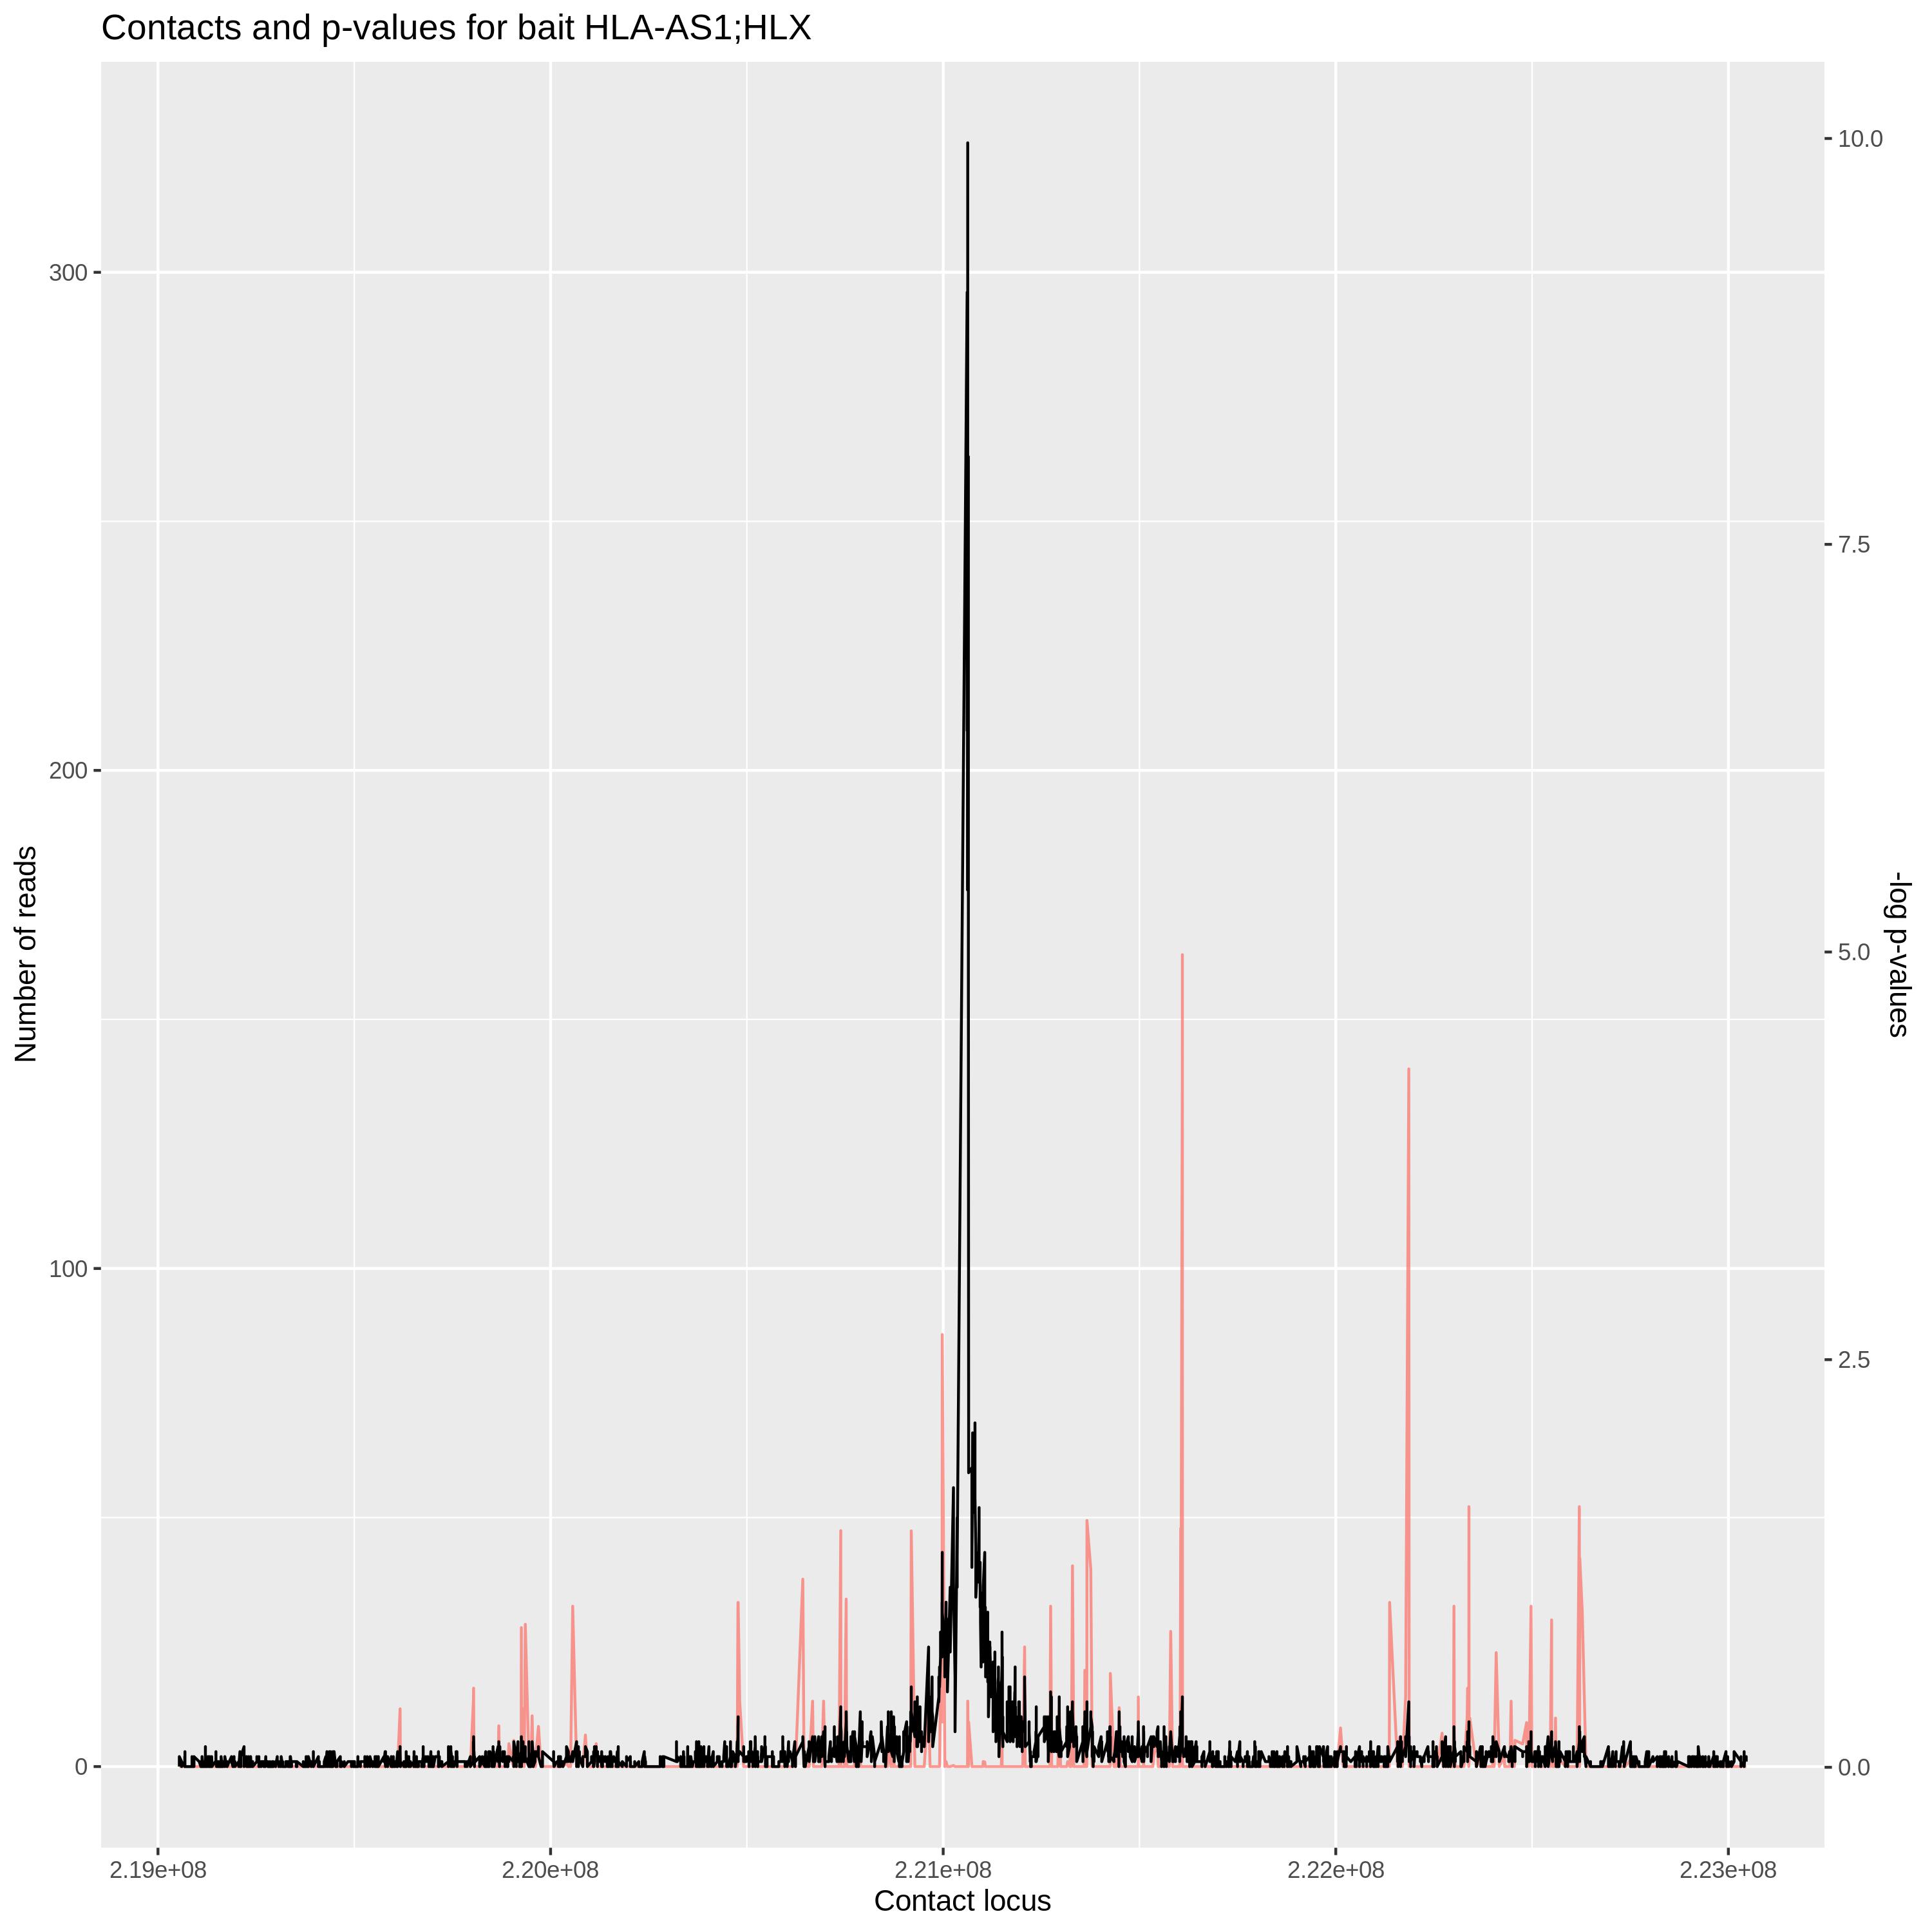 Contacts and p-values for bait HLA-AS1;HLX
10.0
300
7.5
200
Number of reads
-log p-values
5.0
2.5
100
0
0.0
2.19e+08
2.20e+08
2.21e+08
2.22e+08
2.23e+08
Contact locus